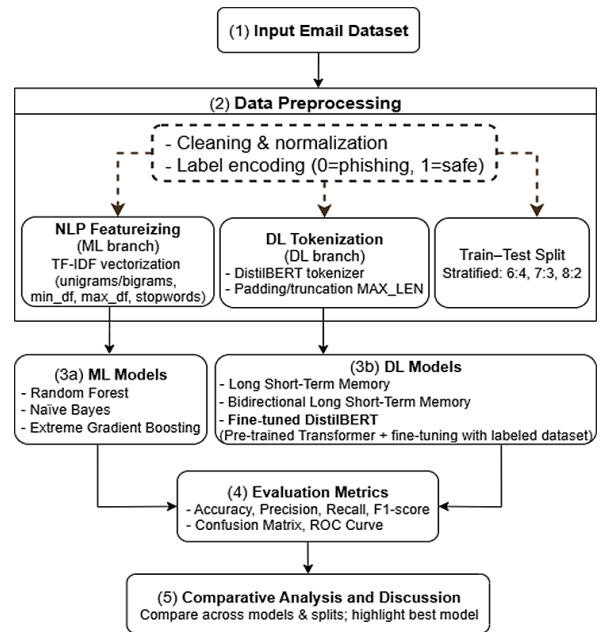 (1) Input Email Dataset
(2) Data Preprocessing
- Cleaning & normalization
- Label encoding (0=phishing, 1=safe)
NLP Featureizing
(ML branch)
TF-IDF vectorization
(unigrams/bigrams,
min_df, max_df, stopwords)
DL Tokenization
(DL branch)
- DistilBERT tokenizer
- Padding/truncation MAX_LEN
Train–Test Split
Stratified: 6:4, 7:3, 8:2
(3a) ML Models
- Random Forest
- Naïve Bayes
- Extreme Gradient Boosting
(3b) DL Models
- Long Short-Term Memory
- Bidirectional Long Short-Term Memory
- Fine-tuned DistilBERT
(Pre-trained Transformer + fine-tuning with labeled dataset)
(4) Evaluation Metrics
- Accuracy, Precision, Recall, F1-score
- Confusion Matrix, ROC Curve
(5) Comparative Analysis and Discussion
Compare across models & splits; highlight best model